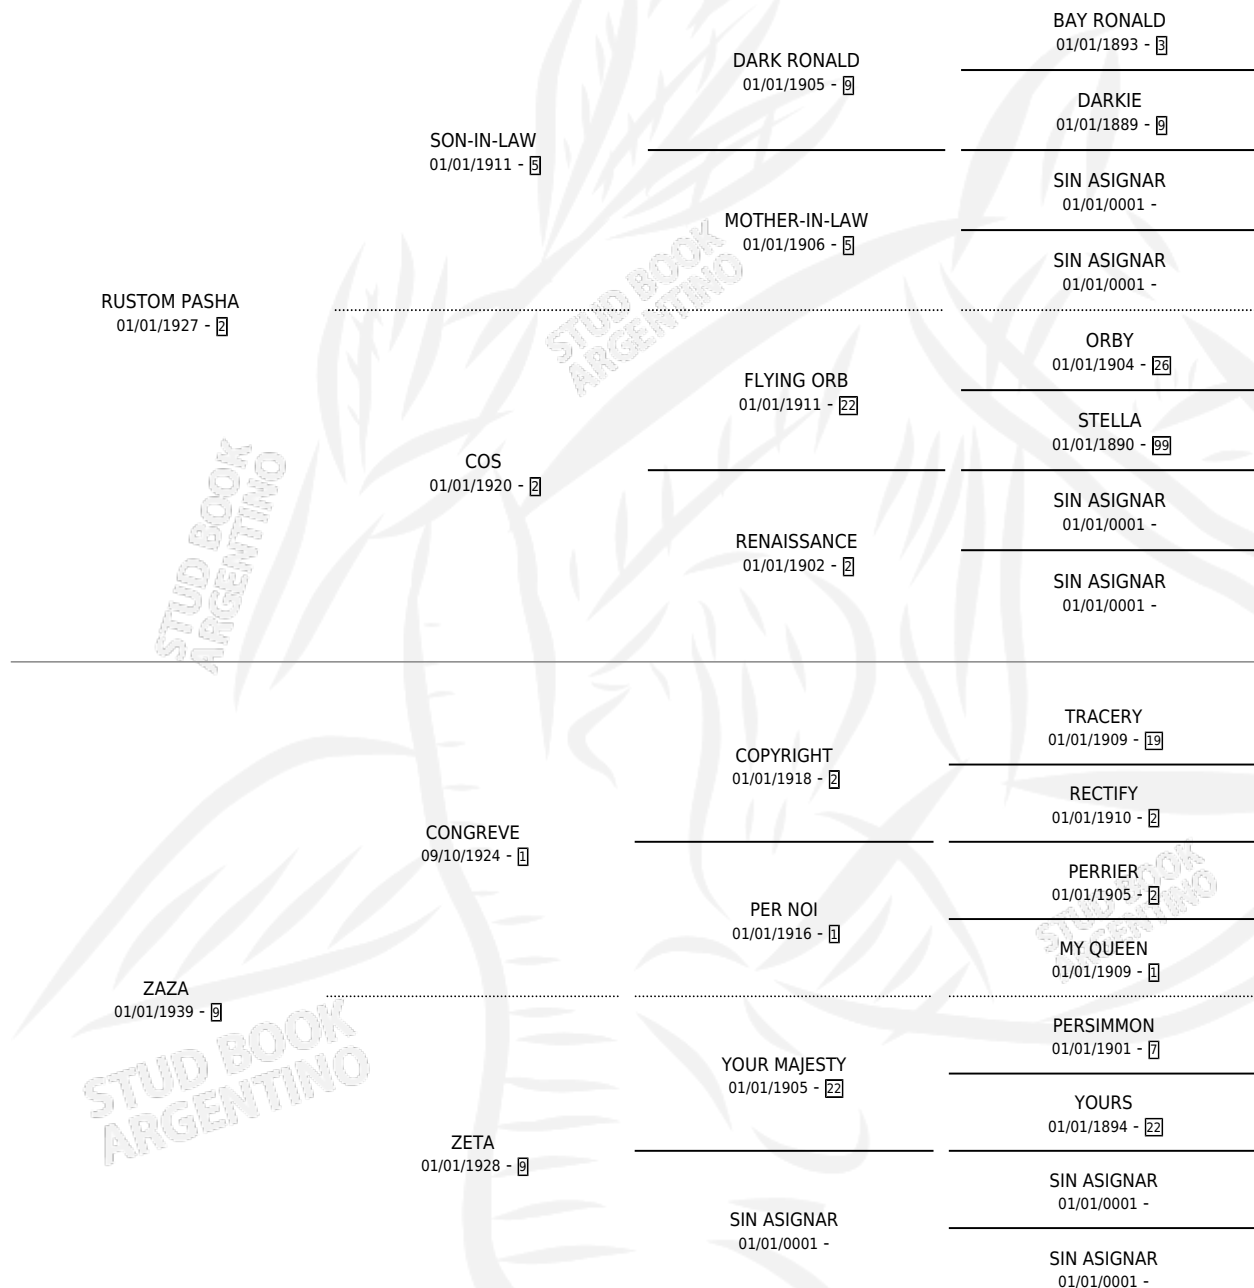 BAY RONALD
01/01/1893 - 3
DARK RONALD
01/01/1905 - 9
DARKIE
01/01/1889 - 9
SON-IN-LAW
01/01/1911 - 5
SIN ASIGNAR
01/01/0001 -
MOTHER-IN-LAW
01/01/1906 - 5
SIN ASIGNAR
01/01/0001 -
RUSTOM PASHA
01/01/1927 - 2
ORBY
01/01/1904 - 26
FLYING ORB
01/01/1911 - 22
STELLA
01/01/1890 - 99
COS
01/01/1920 - 2
SIN ASIGNAR
01/01/0001 -
RENAISSANCE
01/01/1902 - 2
SIN ASIGNAR
01/01/0001 -
TRACERY
01/01/1909 - 19
COPYRIGHT
01/01/1918 - 2
RECTIFY
01/01/1910 - 2
CONGREVE
09/10/1924 - 1
PERRIER
01/01/1905 - 2
PER NOI
01/01/1916 - 1
MY QUEEN
01/01/1909 - 1
ZAZA
01/01/1939 - 9
PERSIMMON
01/01/1901 - 7
YOUR MAJESTY
01/01/1905 - 22
YOURS
01/01/1894 - 22
ZETA
01/01/1928 - 9
SIN ASIGNAR
01/01/0001 -
SIN ASIGNAR
01/01/0001 -
SIN ASIGNAR
01/01/0001 -
STUD BOOK
ARGENTINO
STUD BOOK
ARGENTINO
STUD BOOK
ARGENTINO
STUD BOOK
ARGENTINO